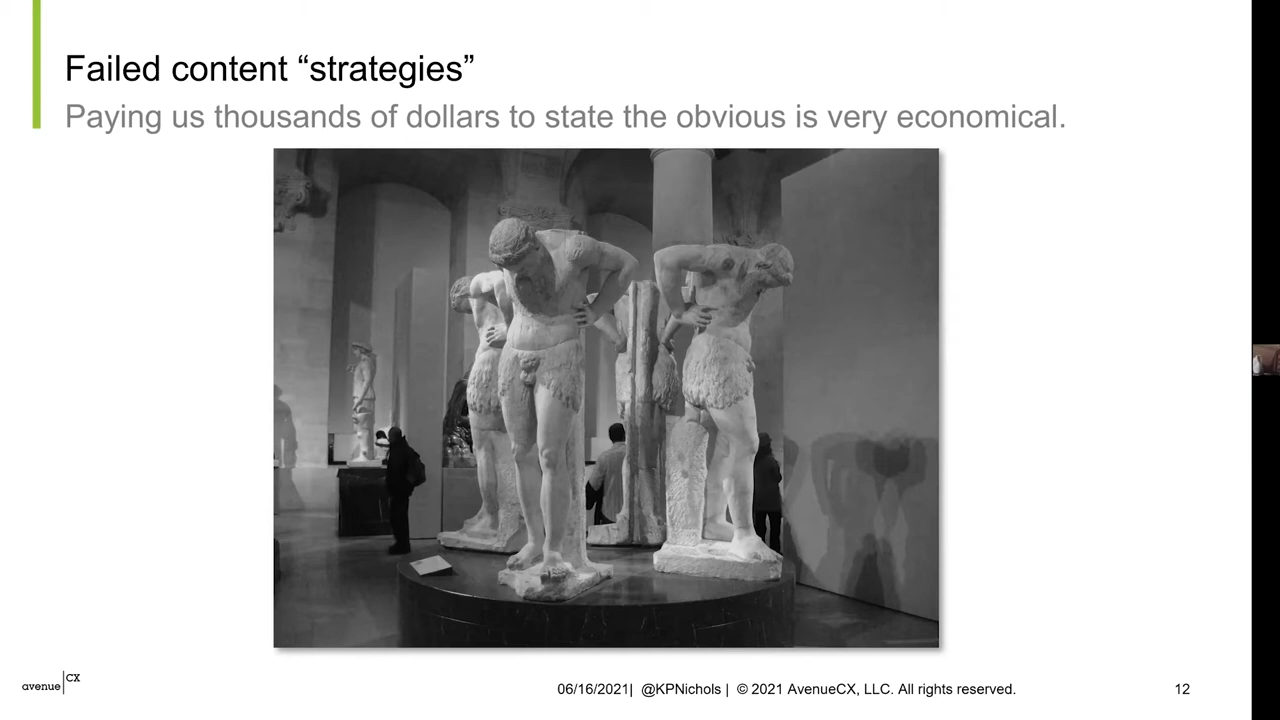 Failed content “strategies”
Paying us thousands of dollars to state the obvious is very economical.
avenue|CX
06/16/2021| @KPNichols | © 2021 AvenueCX, LLC. All rights reserved.
12